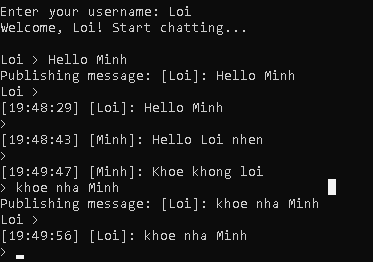 Enter your username: Loi
Welcome, Loi! Start chatting...
Loi > Hello Minh
Publishing message: [Loi]: Hello Minh
Loi >
[19:48:29] [Loi]: Hello Minh
>
[19:48:43] [Minh]: Hello Loi nhen
>
[19:49:47] [Minh]: Khoe khong loi
> khoe nha Minh
Publishing message: [Loi]: khoe nha Minh
Loi >
[19:49:56] [Loi]: khoe nha Minh
>